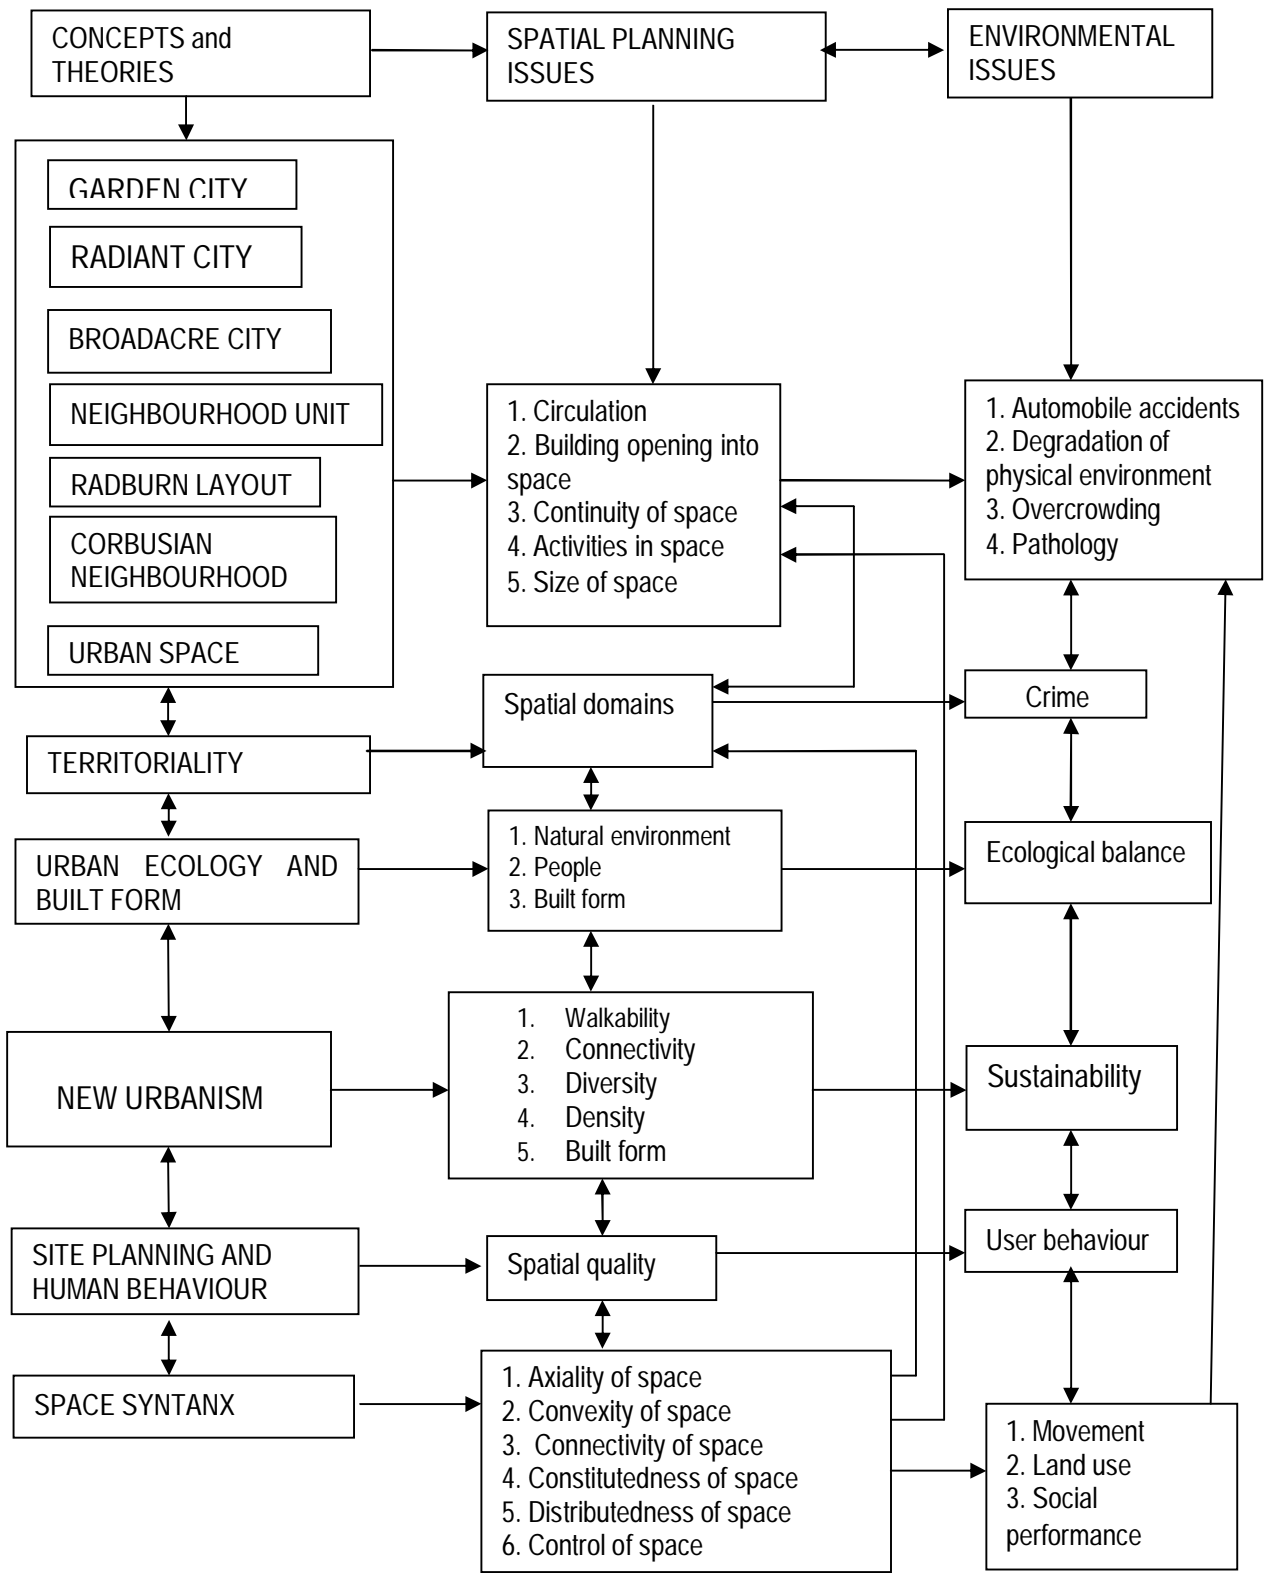 CONCEPTS and
THEORIES
SPATIAL PLANNING
ISSUES
ENVIRONMENTAL
ISSUES
GARDEN CITY
RADIANT CITY
BROADACRE CITY
NEIGHBOURHOOD UNIT
RADBURN LAYOUT
CORBUSIAN
NEIGHBOURHOOD
URBAN SPACE
1. Circulation
2. Building opening into
space
3. Continuity of space
4. Activities in space
5. Size of space
1. Automobile accidents
2. Degradation of
physical environment
3. Overcrowding
4. Pathology
TERRITORIALITY
Spatial domains
Crime
URBAN ECOLOGY AND
BUILT FORM
1. Natural environment
2. People
3. Built form
Ecological balance
NEW URBANISM
1. Walkability
2. Connectivity
3. Diversity
4. Density
5. Built form
Sustainability
SITE PLANNING AND
HUMAN BEHAVIOUR
Spatial quality
User behaviour
SPACE SYNTANX
1. Axiality of space
2. Convexity of space
3. Connectivity of space
4. Constitutedness of space
5. Distributedness of space
6. Control of space
1. Movement
2. Land use
3. Social
performance